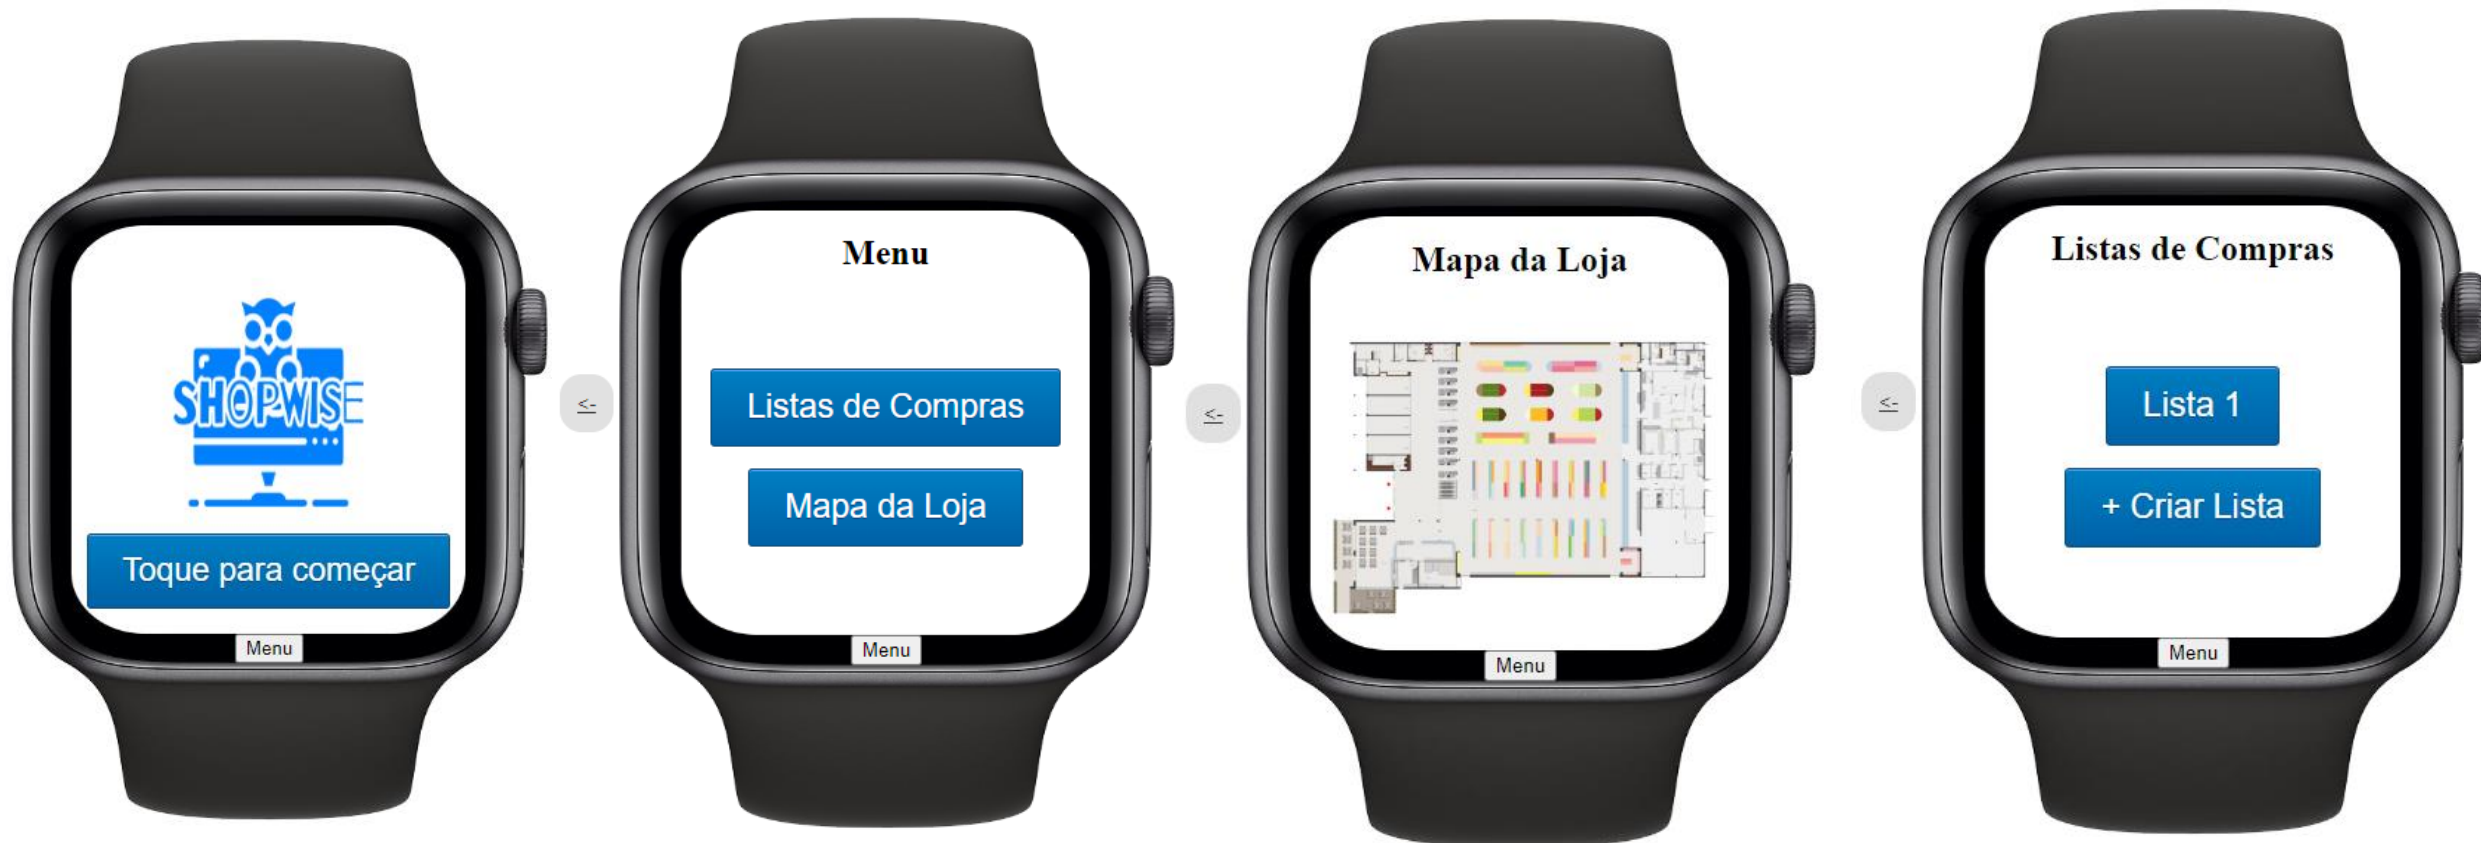 SHOPWISE
Toque para começar
Menu
<-
Menu
Listas de Compras
Mapa da Loja
Menu
<-
Mapa da Loja
Menu
<-
Listas de Compras
Lista 1
+ Criar Lista
Menu